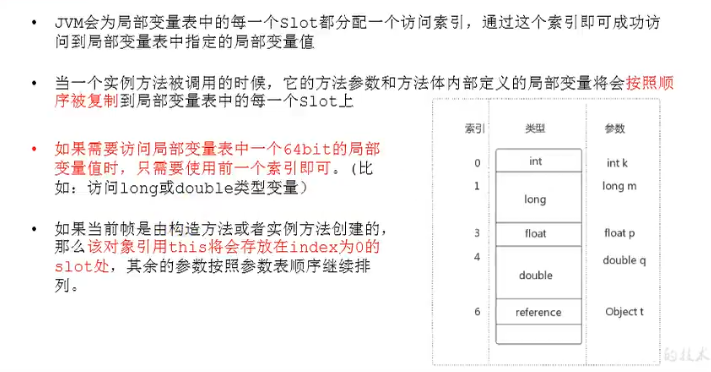 • JVM会为局部变量表中的每一个Slot都分配一个访问索引，通过这个索引即可成功访
问到局部变量表中指定的局部变量值
• 当一个实例方法被调用的时候，它的方法参数和方法体内部定义的局部变量将会按照顺
序被复制到局部变量表中的每一个Slot上
• 如果需要访问局部变量表中一个64bit的局部
变量值时，只需要使用前一个索引即可。（比
如：访问long或double类型变量）
• 如果当前帧是由构造方法或者实例方法创建的，
那么该对象引用this将会存放在index为0的
slot处，其余的参数按照参数表顺序继续排
列。
索引 类型 参数
0 int int k
1 long long m
3 float float p
4 double double q
6 reference Object t
的技术